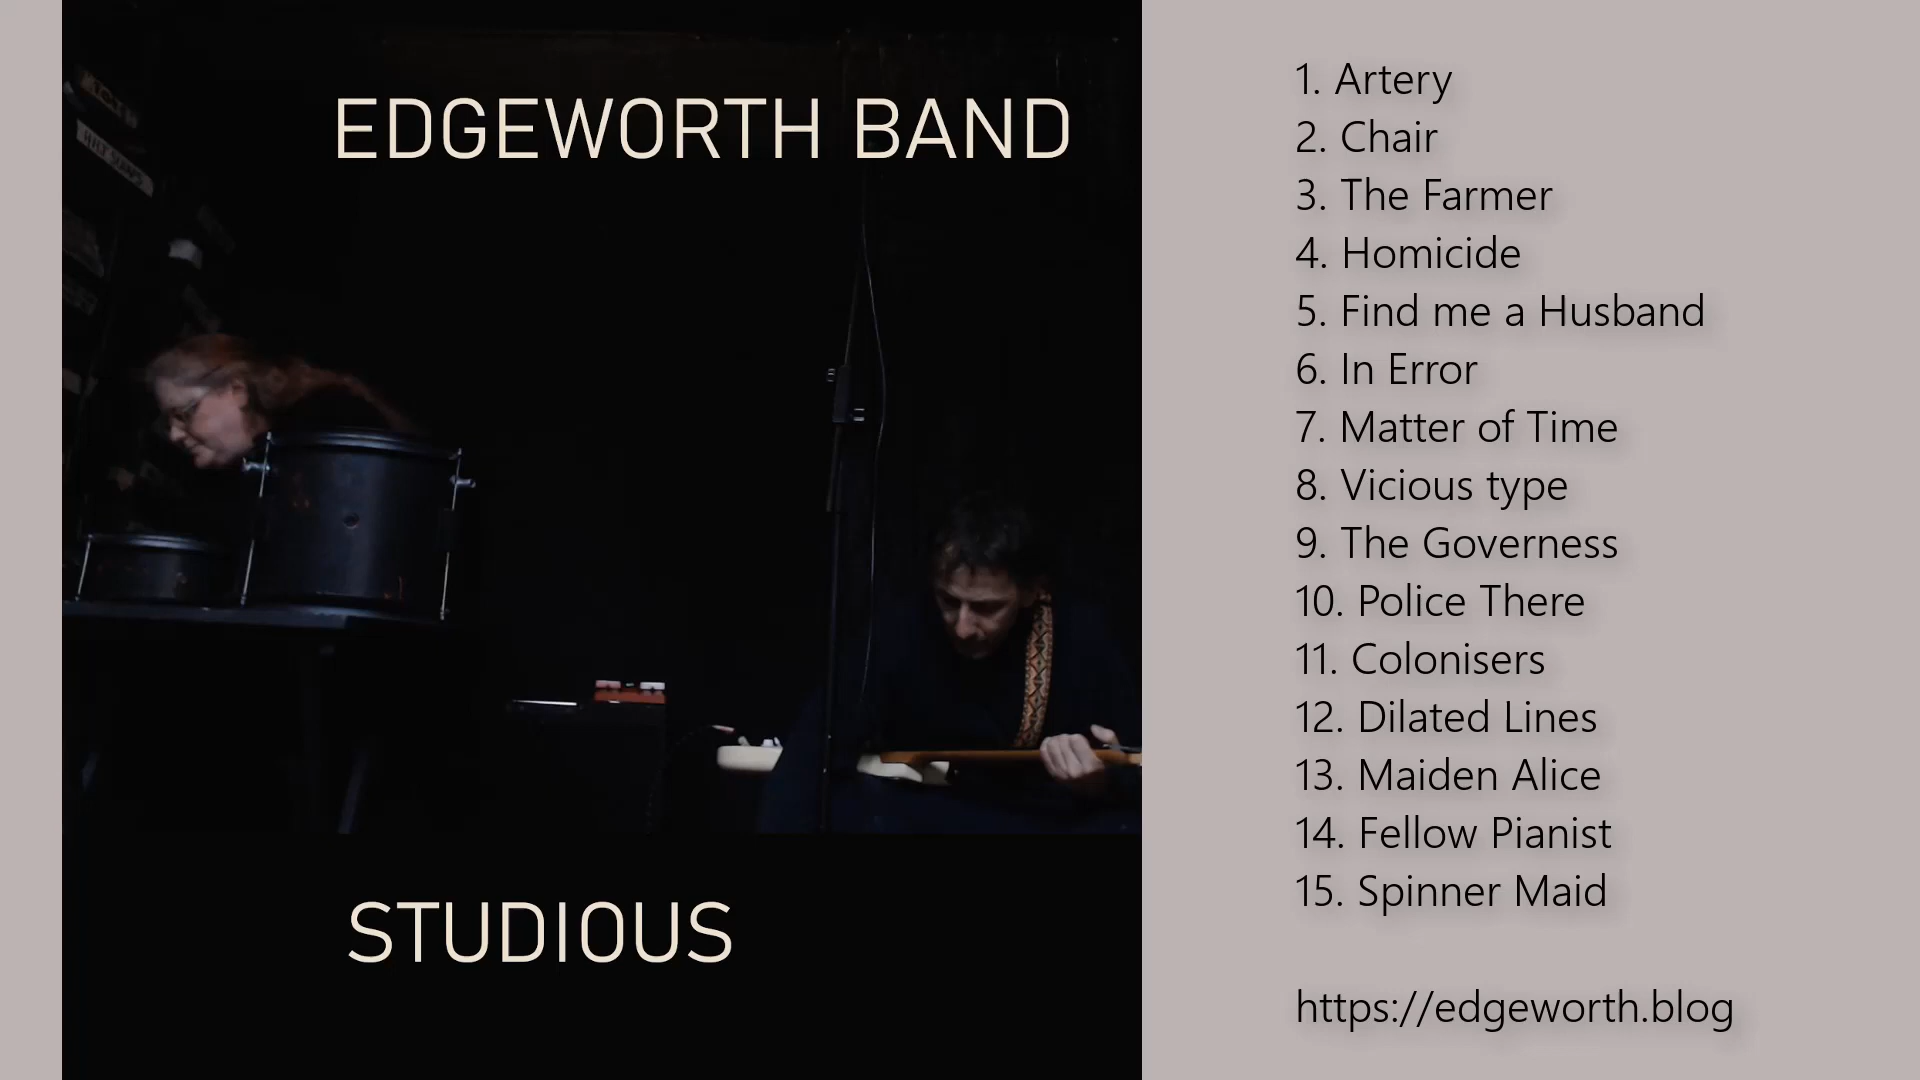 EDGEWORTH BAND
STUDIOUS
1. Artery
2. Chair
3. The Farmer
4. Homicide
5. Find me a Husband
6. In Error
7. Matter of Time
8. Vicious type
9. The Governess
10. Police There
11. Colonisers
12. Dilated Lines
13. Maiden Alice
14. Fellow Pianist
15. Spinner Maid
https://edgeworth.blog